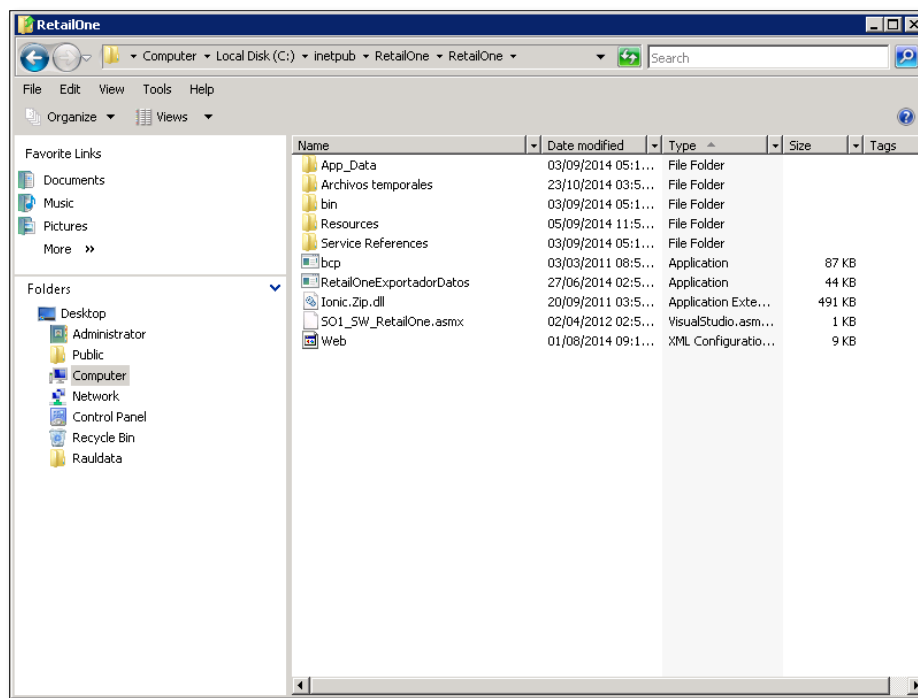 RetailOne
Computer Local Disk (C:) inetpub RetailOne RetailOne Search
File Edit View Tools Help
Organize Views
Favorite Links
Documents
Music
Pictures
More »
Folders
Desktop
Administrator
Public
Computer
Network
Control Panel
Recycle Bin
Rauldata
Name Date modified Type Size Tags
App_Data 03/09/2014 05:1... File Folder
Archivos temporales 23/10/2014 03:5... File Folder
bin 03/09/2014 05:1... File Folder
Resources 05/09/2014 11:5... File Folder
Service References 03/09/2014 05:1... File Folder
bcp 03/03/2011 08:5... Application 87 KB
RetailOneExportadorDatos 27/06/2014 02:5... Application 44 KB
Ionic.Zip.dll 20/09/2011 03:5... Application Exte... 491 KB
SO1_SW_RetailOne.asmx 02/04/2012 02:5... VisualStudio.asm... 1 KB
Web 01/08/2014 09:1... XML Configuratio... 9 KB